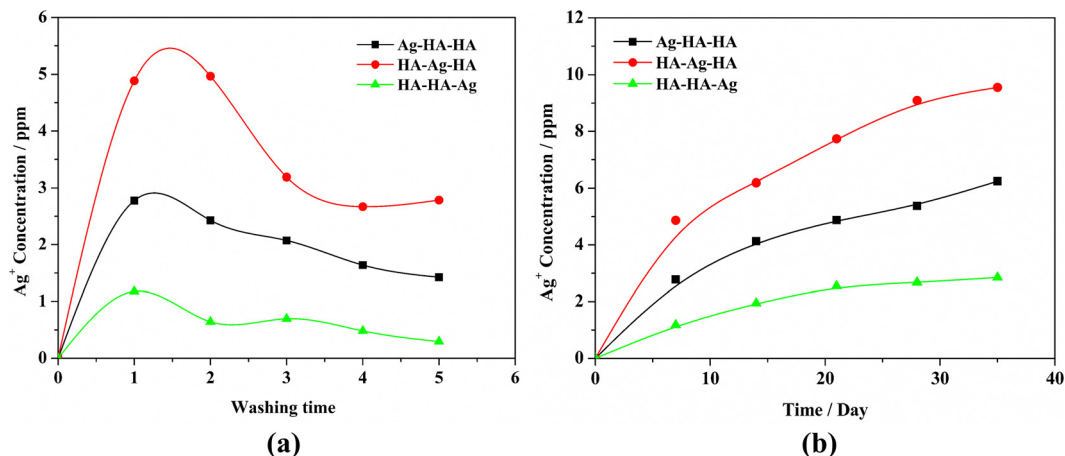 6
5
4
3
2
1
0
Ag⁺ Concentration / ppm
Ag-HA-HA
HA-Ag-HA
HA-HA-Ag
0 1 2 3 4 5 6
Washing time
(a)
12
10
8
6
4
2
0
Ag⁺ Concentration / ppm
Ag-HA-HA
HA-Ag-HA
HA-HA-Ag
0 10 20 30 40
Time / Day
(b)